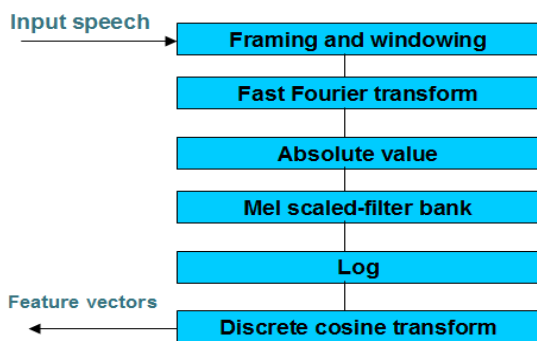 Input speech
Framing and windowing
Fast Fourier transform
Absolute value
Mel scaled-filter bank
Log
Feature vectors
Discrete cosine transform